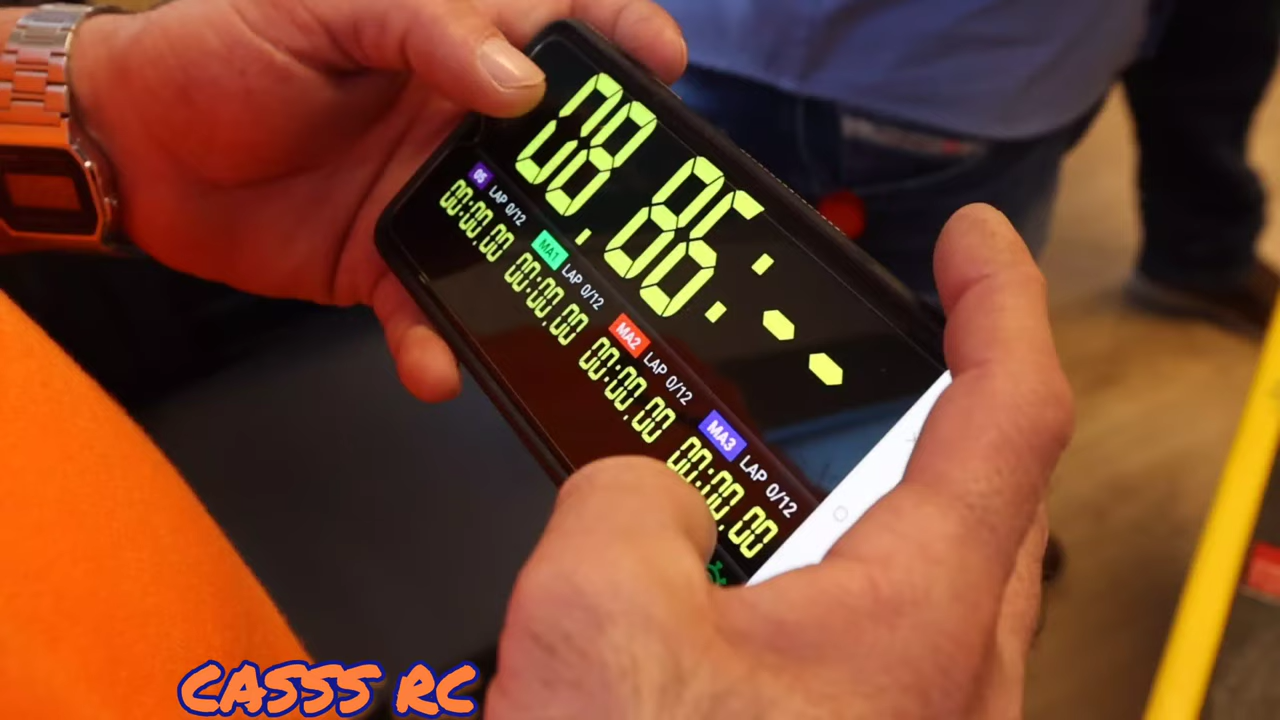 08.86
05 LAP 0/12
00:00.00
MA1 LAP 0/12
00:00.00
MA2 LAP 0/12
00:00.00
MA3 LAP 0/12
00:00.00
CASSS RC